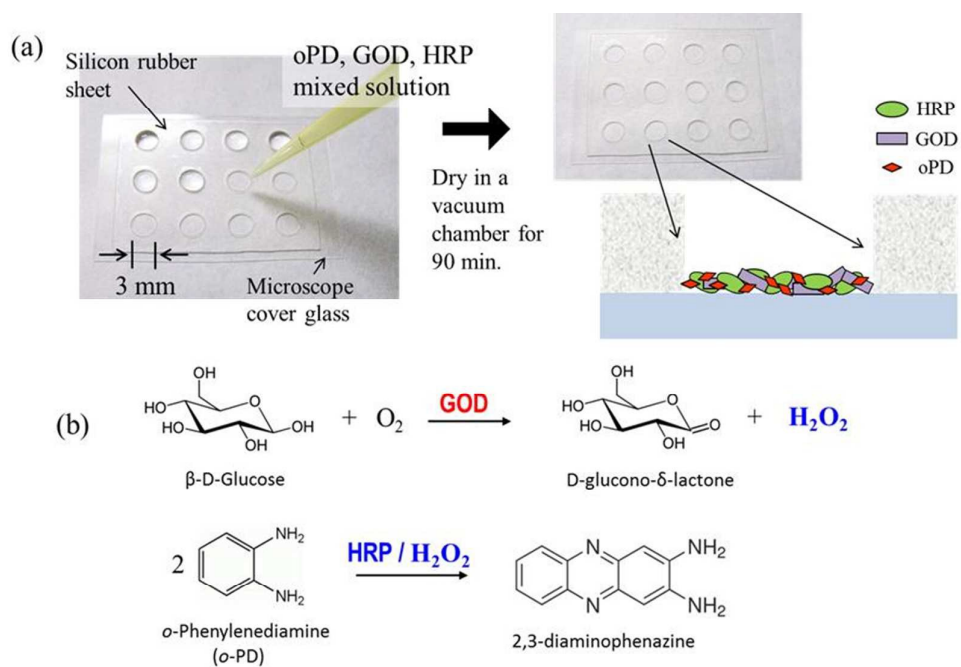 (a)
Silicon rubber
sheet
oPD, GOD, HRP
mixed solution
3 mm
Microscope
cover glass
Dry in a
vacuum
chamber for
90 min.
HRP
GOD
oPD
(b)
OH
HO
O
HO
OH
OH
β-D-Glucose
+ O₂
GOD
OH
HO
O
HO
OH
O
D-glucono-δ-lactone
+ H₂O₂
2
NH₂
NH₂
o-Phenylenediamine
(o-PD)
HRP / H₂O₂
N
N
NH₂
NH₂
2,3-diaminophenazine